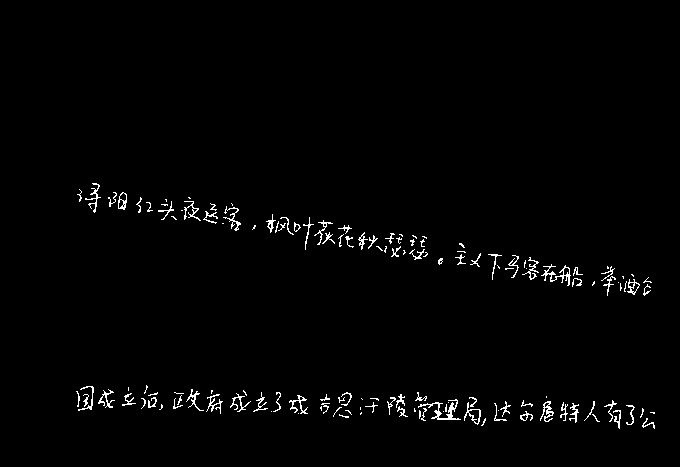 浔阳江头夜送客，枫叶荻花秋瑟瑟。主人下马客在船，举酒
国成立后，政府成立了成吉思汗陵管理局，达尔扈特人有了公